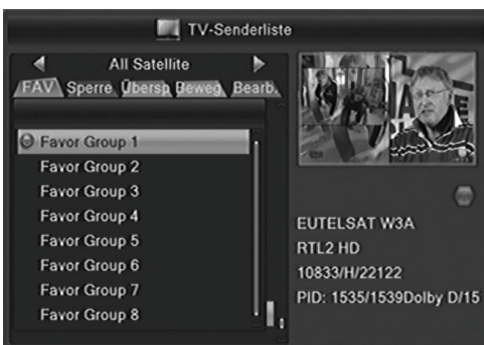 TV-Senderliste
All Satellite
FAV Sperre Übersp Beweg Bearb.
Favor Group 1
Favor Group 2
Favor Group 3
Favor Group 4
Favor Group 5
Favor Group 6
Favor Group 7
Favor Group 8
EUTELSAT W3A
RTL2 HD
10833/H/22122
PID: 1535/1539Dolby D/15